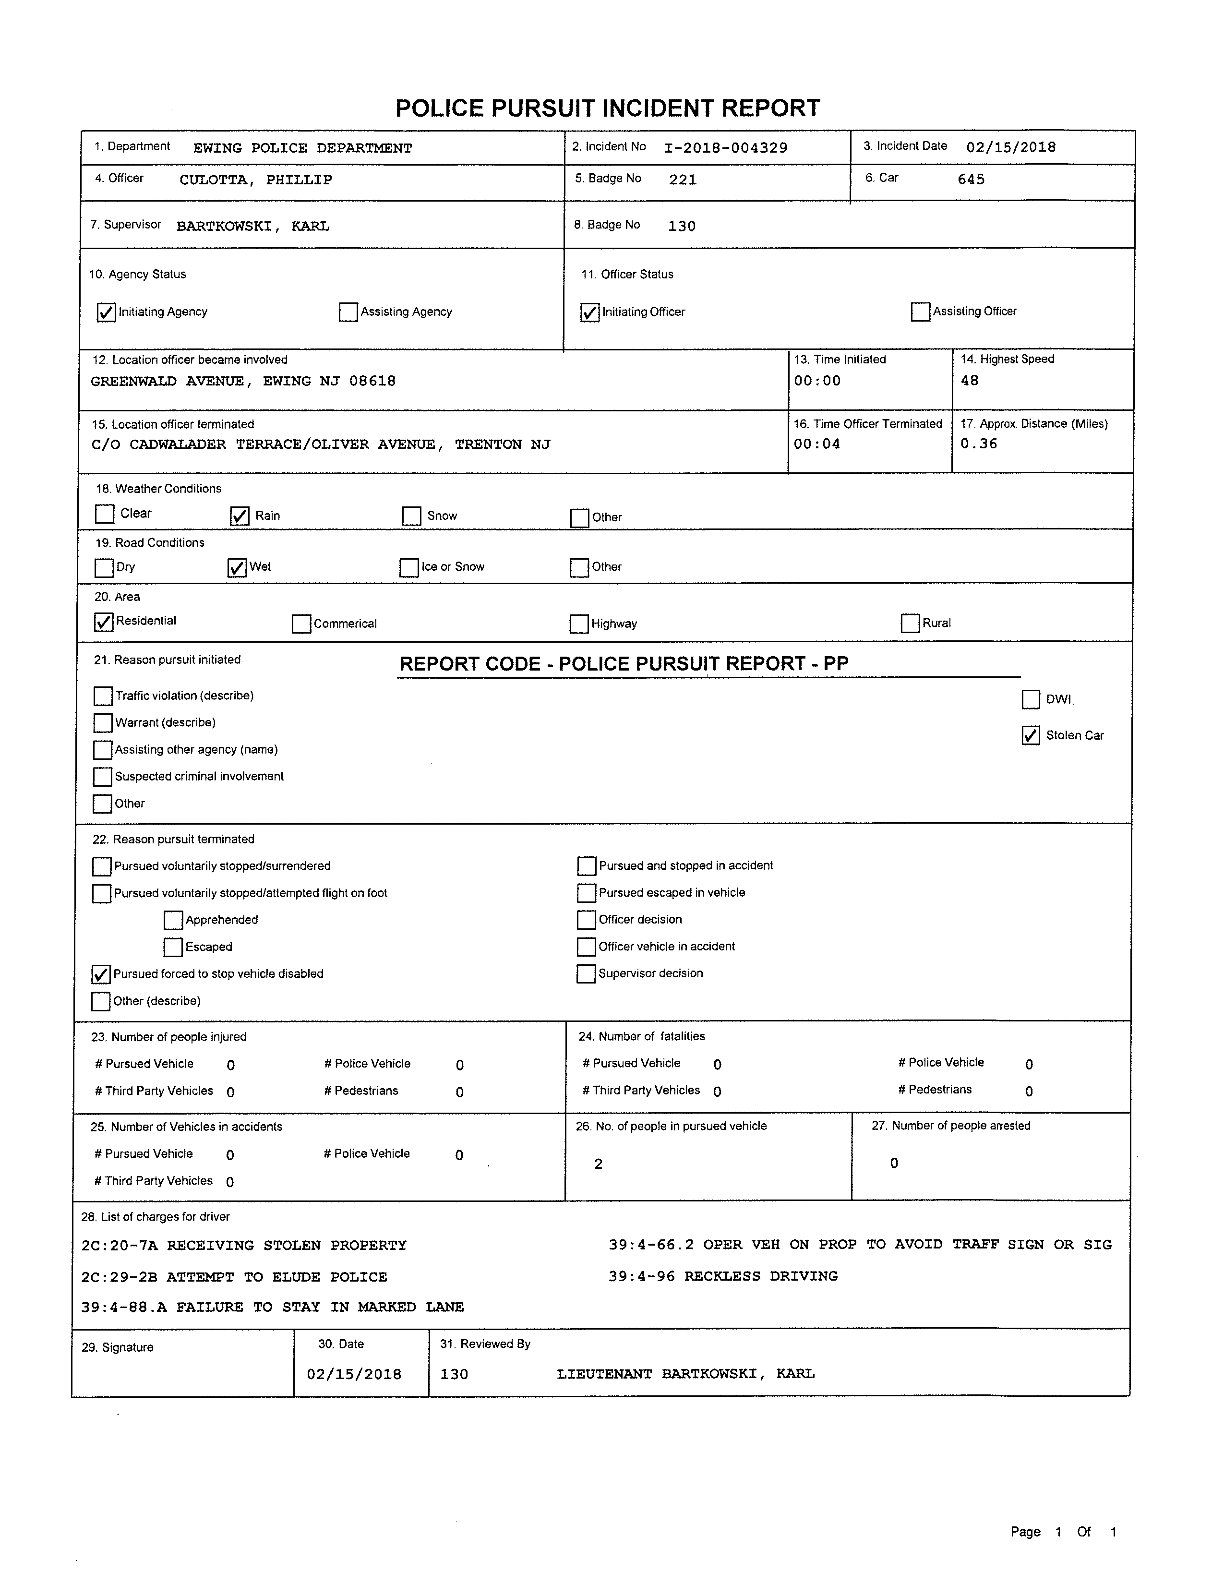 POLICE PURSUIT INCIDENT REPORT
1. Department EWING POLICE DEPARTMENT 2. Incident No I-2018-004329 3. Incident Date 02/15/2018
4. Officer CULOTTA, PHILLIP 5. Badge No 221 6. Car 645
7. Supervisor BARTKOWSKI, KARL 8. Badge No 130
10. Agency Status 11. Officer Status
Initiating Agency Assisting Agency Initiating Officer Assisting Officer
12. Location officer became involved 13. Time Initiated 14. Highest Speed
GREENWALD AVENUE, EWING NJ 08618 00:00 48
15. Location officer terminated 16. Time Officer Terminated 17. Approx. Distance (Miles)
C/O CADWALADER TERRACE/OLIVER AVENUE, TRENTON NJ 00:04 0.36
18. Weather Conditions
Clear Rain Snow Other
19. Road Conditions
Dry Wet Ice or Snow Other
20. Area
Residential Commerical Highway Rural
21. Reason pursuit initiated REPORT CODE - POLICE PURSUIT REPORT - PP
Traffic violation (describe) DWI
Warrant (describe)
Stolen Car
Assisting other agency (name)
Suspected criminal involvement
Other
22. Reason pursuit terminated
Pursued voluntarily stopped/surrendered Pursued and stopped in accident
Pursued voluntarily stopped/attempted flight on foot Pursued escaped in vehicle
Apprehended Officer decision
Escaped Officer vehicle in accident
Pursued forced to stop vehicle disabled Supervisor decision
Other (describe)
23. Number of people injured 24. Number of fatalities
# Pursued Vehicle 0 # Police Vehicle 0 # Pursued Vehicle 0 # Police Vehicle 0
# Third Party Vehicles 0 # Pedestrians 0 # Third Party Vehicles 0 # Pedestrians 0
25. Number of Vehicles in accidents 26. No. of people in pursued vehicle 27. Number of people arrested
# Pursued Vehicle 0 # Police Vehicle 0 2 0
# Third Party Vehicles 0
28. List of charges for driver
2C:20-7A RECEIVING STOLEN PROPERTY 39:4-66.2 OPER VEH ON PROP TO AVOID TRAFF SIGN OR SIG
2C:29-2B ATTEMPT TO ELUDE POLICE 39:4-96 RECKLESS DRIVING
39:4-88.A FAILURE TO STAY IN MARKED LANE
29. Signature 30. Date 31. Reviewed By
02/15/2018 130 LIEUTENANT BARTKOWSKI, KARL
Page 1 Of 1